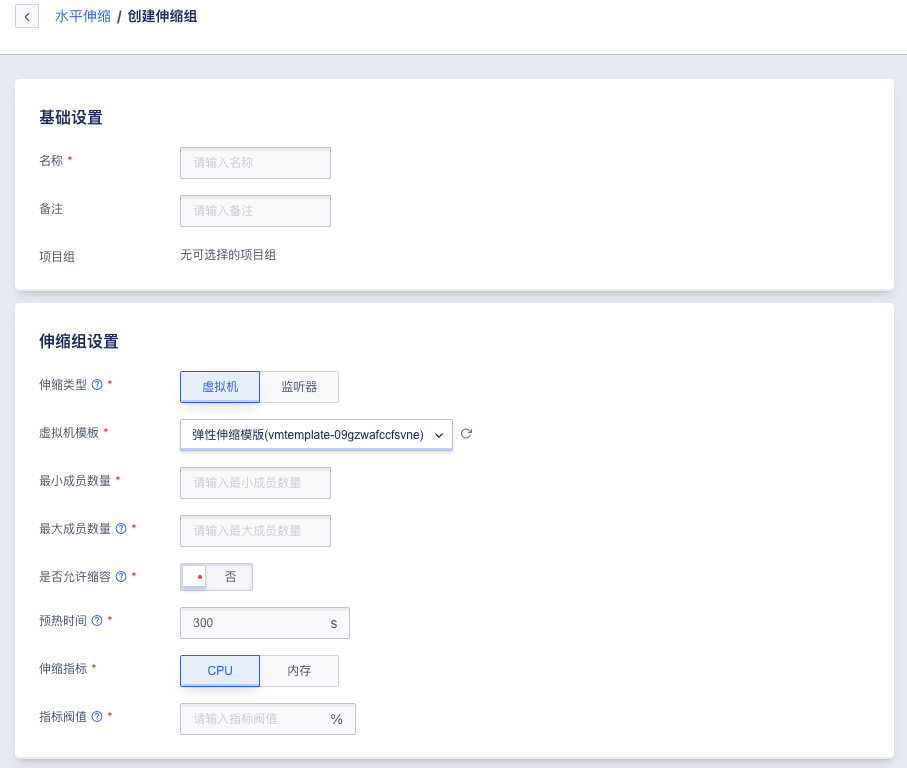 水平伸缩 / 创建伸缩组
基础设置
名称 * 请输入名称
备注 请输入备注
项目组 无可选择的项目组
伸缩组设置
伸缩类型 ? * 虚拟机 监听器
虚拟机模板 * 弹性伸缩模版(vmtemplate-09gzwafccfsvne)
最小成员数量 * 请输入最小成员数量
最大成员数量 ? * 请输入最大成员数量
是否允许缩容 ? * 否
预热时间 ? * 300 s
伸缩指标 * CPU 内存
指标阀值 ? * 请输入指标阀值 %